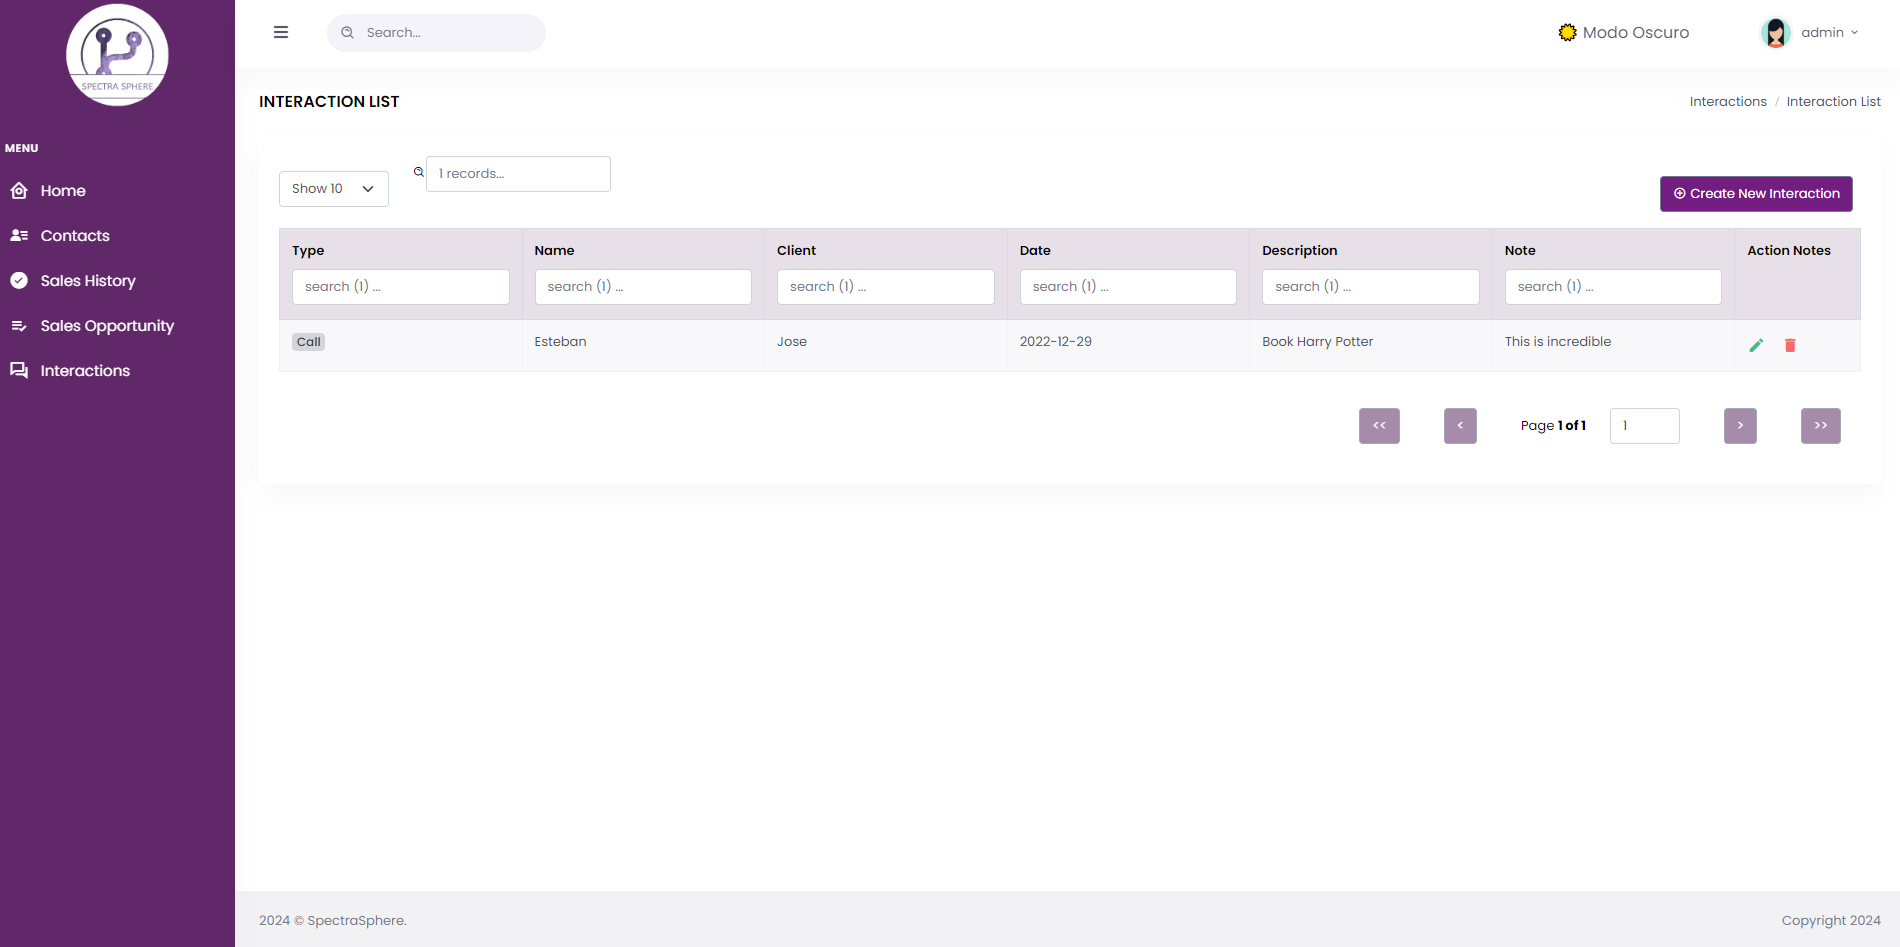 SPECTRA SPHERE
MENU
Home
Contacts
Sales History
Sales Opportunity
Interactions
Search...
Modo Oscuro
admin
INTERACTION LIST
Interactions / Interaction List
Show 10
1 records...
Create New Interaction
Type Name Client Date Description Note Action Notes
search (1) ... search (1) ... search (1) ... search (1) ... search (1) ... search (1) ...
Call Esteban Jose 2022-12-29 Book Harry Potter This is incredible
<< < Page 1 of 1 1 > >>
2024 © SpectraSphere.
Copyright 2024